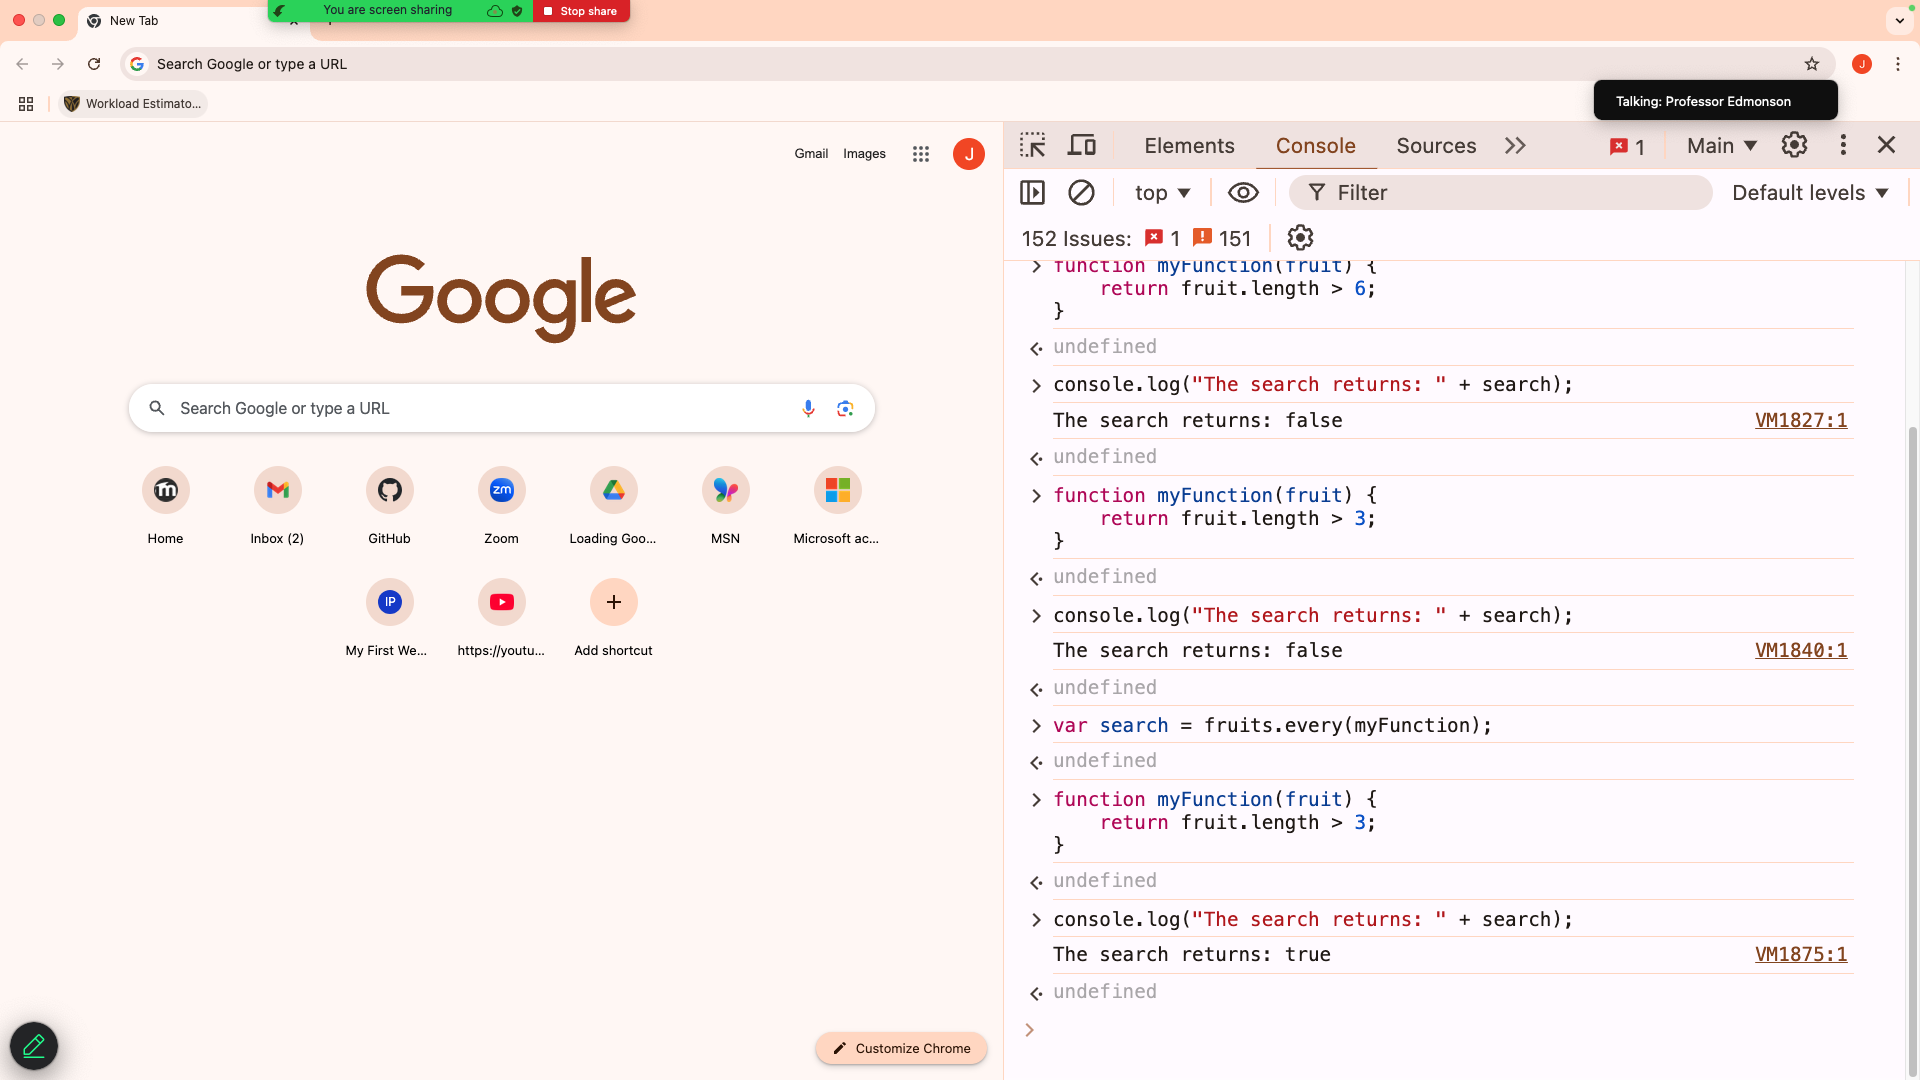 New Tab
You are screen sharing
Stop share
Search Google or type a URL
J
Workload Estimato...
Talking: Professor Edmonson
Gmail
Images
J
Google
Search Google or type a URL
Home
Inbox (2)
GitHub
zm
Zoom
Loading Goo...
MSN
Microsoft ac...
IP
My First We...
https://youtu...
Add shortcut
Customize Chrome
Elements
Console
Sources
1
Main
top
Filter
Default levels
152 Issues:
1
151
function myFunction(fruit) {
return fruit.length > 6;
}
undefined
console.log("The search returns: " + search);
The search returns: false
VM1827:1
undefined
function myFunction(fruit) {
return fruit.length > 3;
}
undefined
console.log("The search returns: " + search);
The search returns: false
VM1840:1
undefined
var search = fruits.every(myFunction);
undefined
function myFunction(fruit) {
return fruit.length > 3;
}
undefined
console.log("The search returns: " + search);
The search returns: true
VM1875:1
undefined